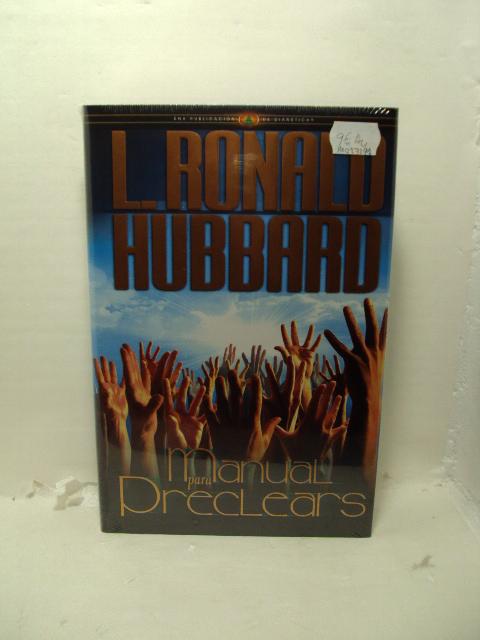 UNA PUBLICACIÓN DE DIANÉTICA
L. RONALD
HUBBARD
Manual
para
Preclears